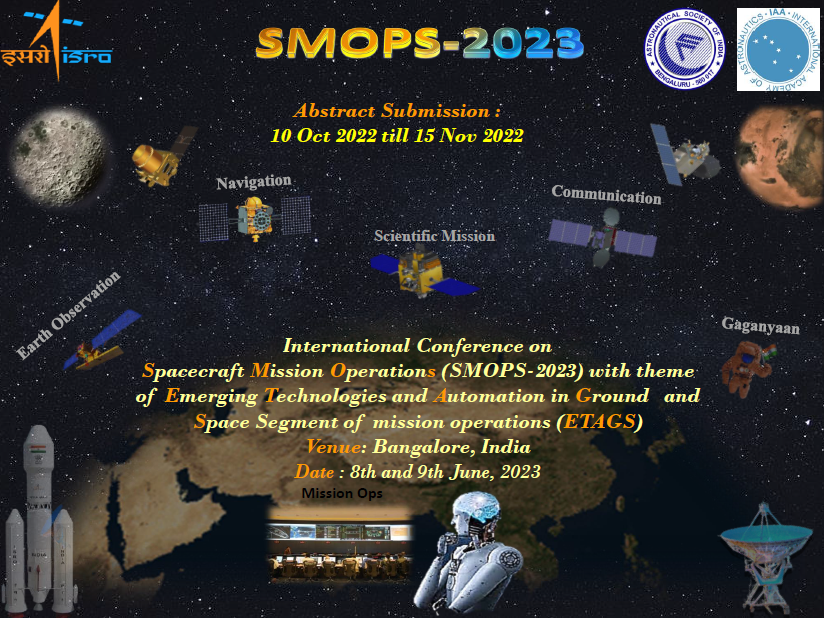 इसरो isro
SMOPS-2023
ASTRONAUTICAL SOCIETY OF INDIA
BENGALURU - 560 017
INTERNATIONAL ACADEMY OF ASTRONAUTICS · IAA ·
Abstract Submission :
10 Oct 2022 till 15 Nov 2022
Navigation
Communication
Scientific Mission
Earth Observation
Gaganyaan
International Conference on
Spacecraft Mission Operations (SMOPS-2023) with theme
of Emerging Technologies and Automation in Ground and
Space Segment of mission operations (ETAGS)
Venue: Bangalore, India
Date : 8th and 9th June, 2023
Mission Ops